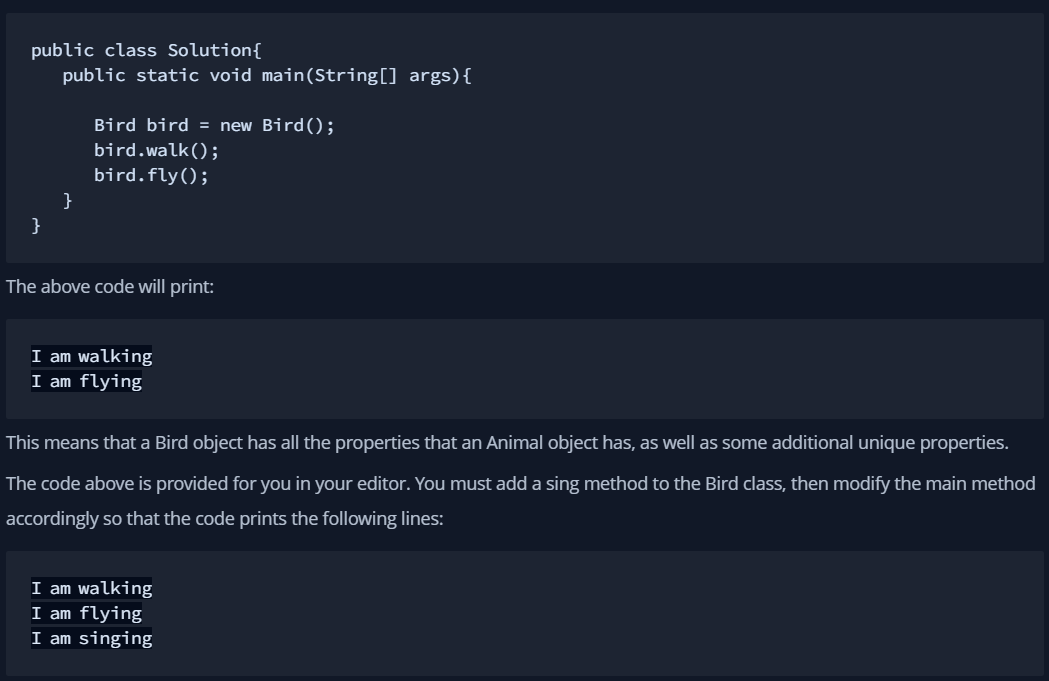 public class Solution{
   public static void main(String[] args){

      Bird bird = new Bird();
      bird.walk();
      bird.fly();
   }
}
The above code will print:
I am walking
I am flying
This means that a Bird object has all the properties that an Animal object has, as well as some additional unique properties.
The code above is provided for you in your editor. You must add a sing method to the Bird class, then modify the main method
accordingly so that the code prints the following lines:
I am walking
I am flying
I am singing